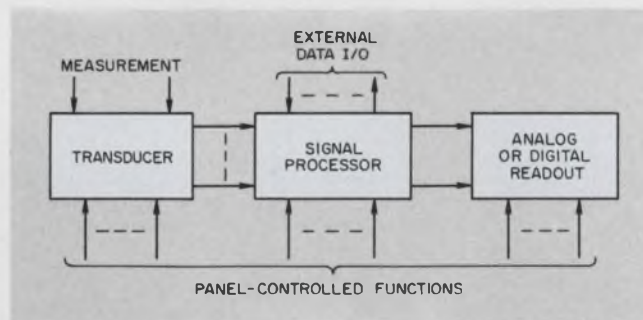 EXTERNAL
DATA I/O
MEASUREMENT
TRANSDUCER
SIGNAL
PROCESSOR
ANALOG
OR DIGITAL
READOUT
PANEL-CONTROLLED FUNCTIONS